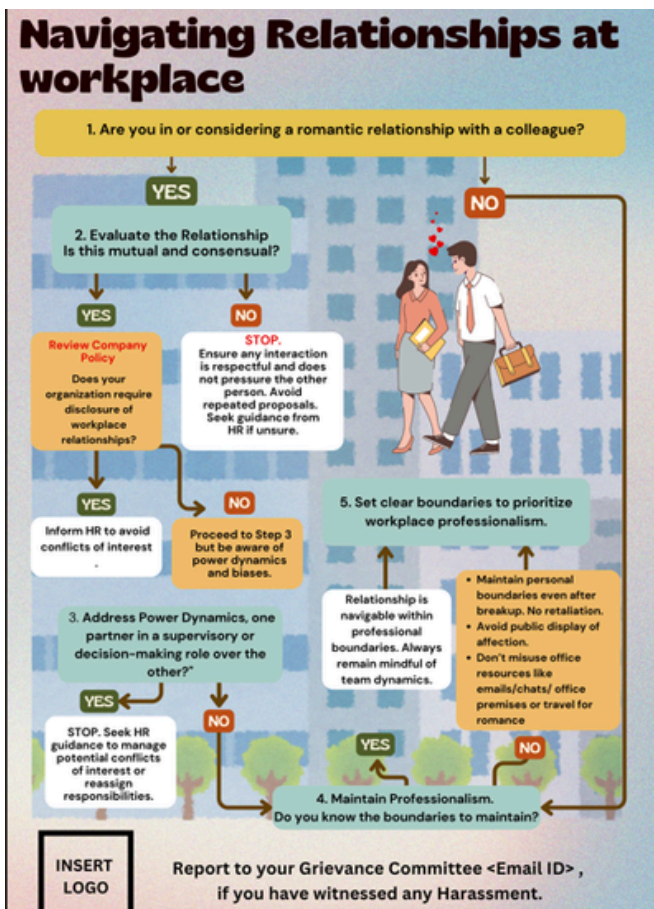 Navigating Relationships at
workplace
1. Are you in or considering a romantic relationship with a colleague?
YES
NO
2. Evaluate the Relationship
Is this mutual and consensual?
YES
NO
Review Company
Policy
Does your
organization require
disclosure of
workplace
relationships?
STOP.
Ensure any interaction
is respectful and does
not pressure the other
person. Avoid
repeated proposals.
Seek guidance from
HR if unsure.
YES
NO
Inform HR to avoid
conflicts of interest
.
Proceed to Step 3
but be aware of
power dynamics
and biases.
3. Address Power Dynamics, one
partner in a supervisory or
decision-making role over the
other?"
YES
NO
STOP. Seek HR
guidance to manage
potential conflicts
of interest or
reassign
responsibilities.
5. Set clear boundaries to prioritize
workplace professionalism.
Relationship is
navigable within
professional
boundaries. Always
remain mindful of
team dynamics.
• Maintain personal
boundaries even after
breakup. No retaliation.
• Avoid public display of
affection.
• Don't misuse office
resources like
emails/chats/ office
premises or travel for
romance
YES
NO
4. Maintain Professionalism.
Do you know the boundaries to maintain?
INSERT
LOGO
Report to your Grievance Committee <Email ID> ,
if you have witnessed any Harassment.